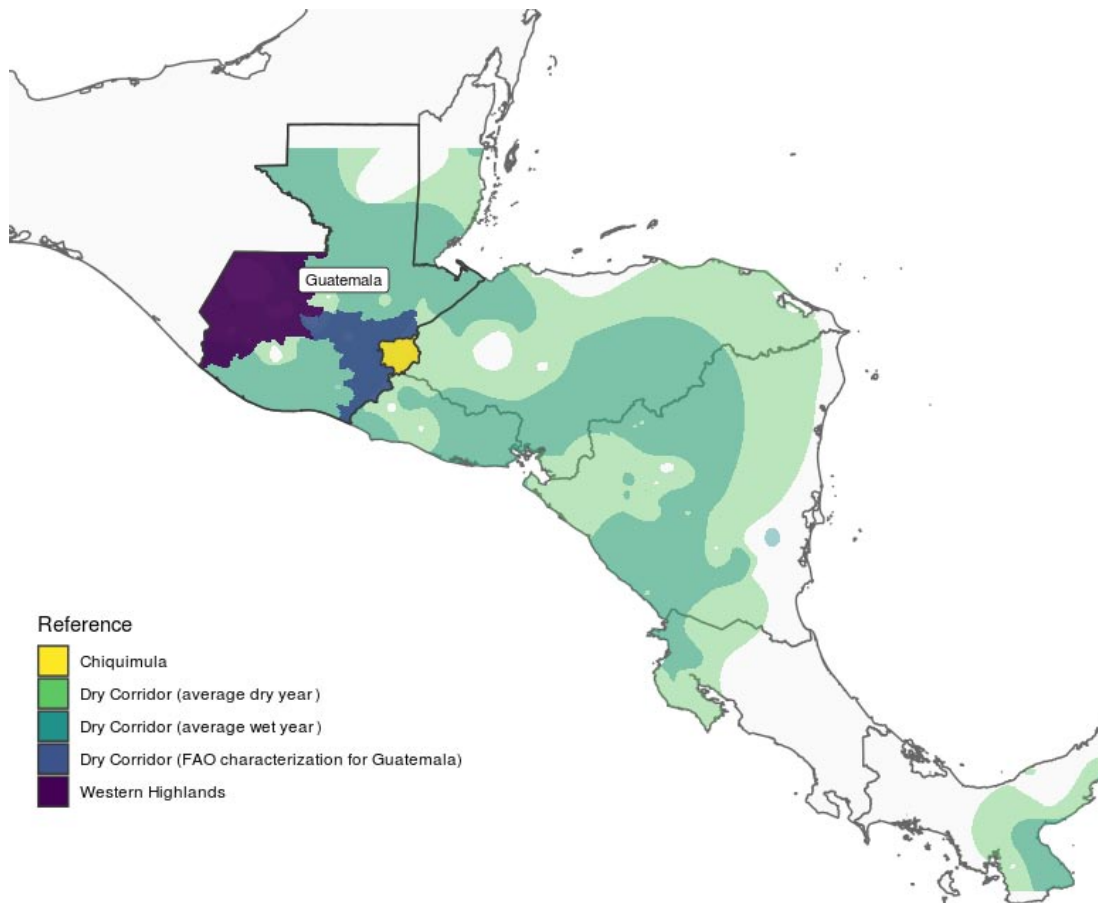 Guatemala
Reference
Chiquimula
Dry Corridor (average dry year)
Dry Corridor (average wet year)
Dry Corridor (FAO characterization for Guatemala)
Western Highlands